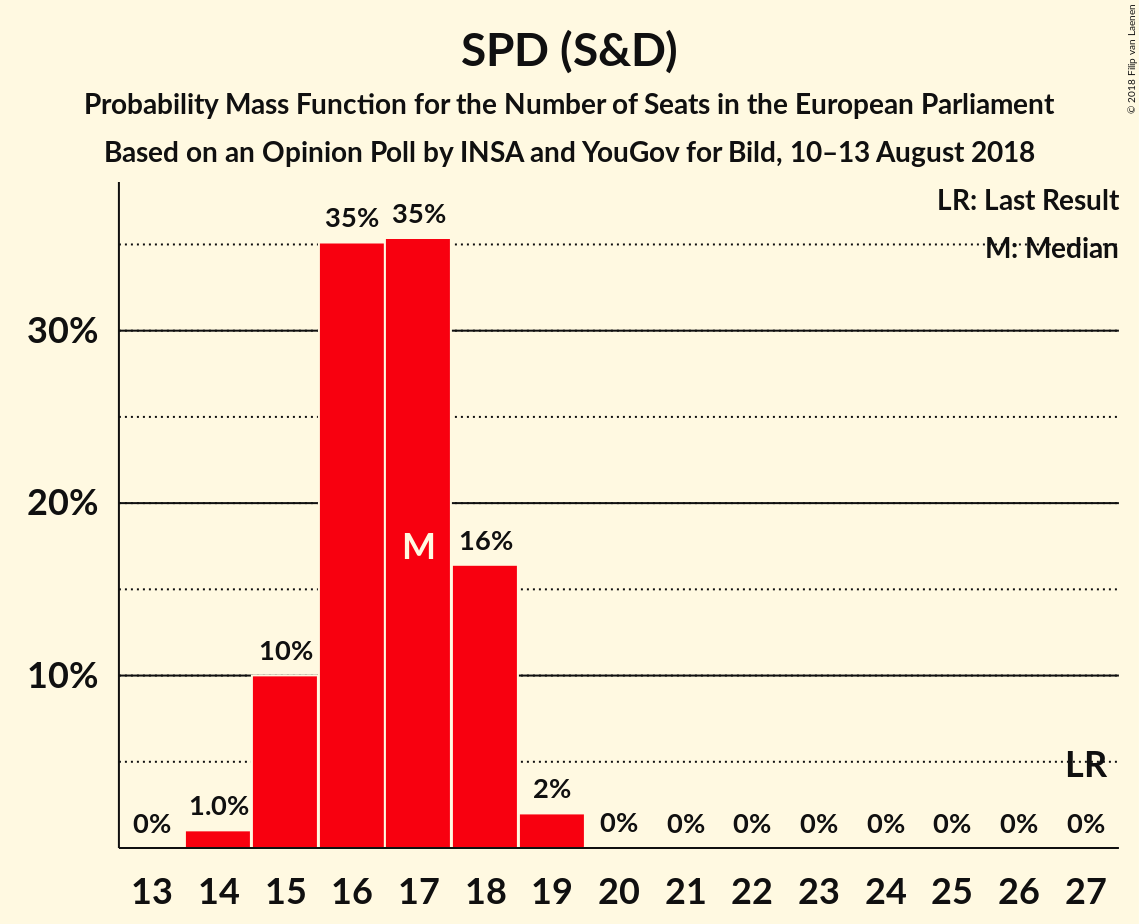 SPD (S&D)
Probability Mass Function for the Number of Seats in the European Parliament
Based on an Opinion Poll by INSA and YouGov for Bild, 10–13 August 2018
© 2018 Filip van Laenen
LR: Last Result
M: Median
35% 35%
30%
20%
M
16%
10%
10%
LR
0% 1.0% 2% 0% 0% 0% 0% 0% 0% 0% 0%
13 14 15 16 17 18 19 20 21 22 23 24 25 26 27